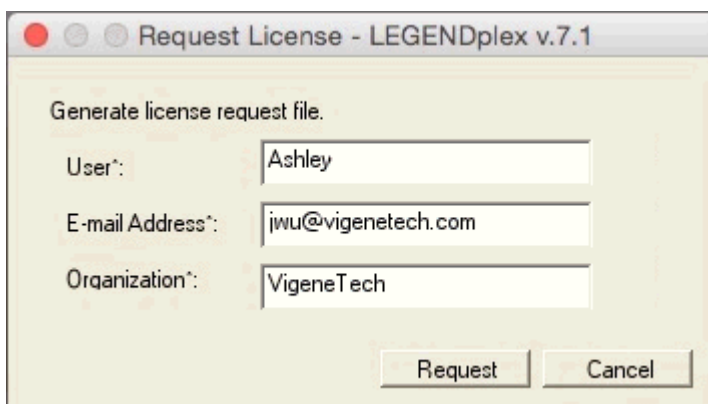 Request License - LEGENDplex v.7.1
Generate license request file.
User*: Ashley
E-mail Address*: jwu@vigenetech.com
Organization*: VigeneTech
Request Cancel